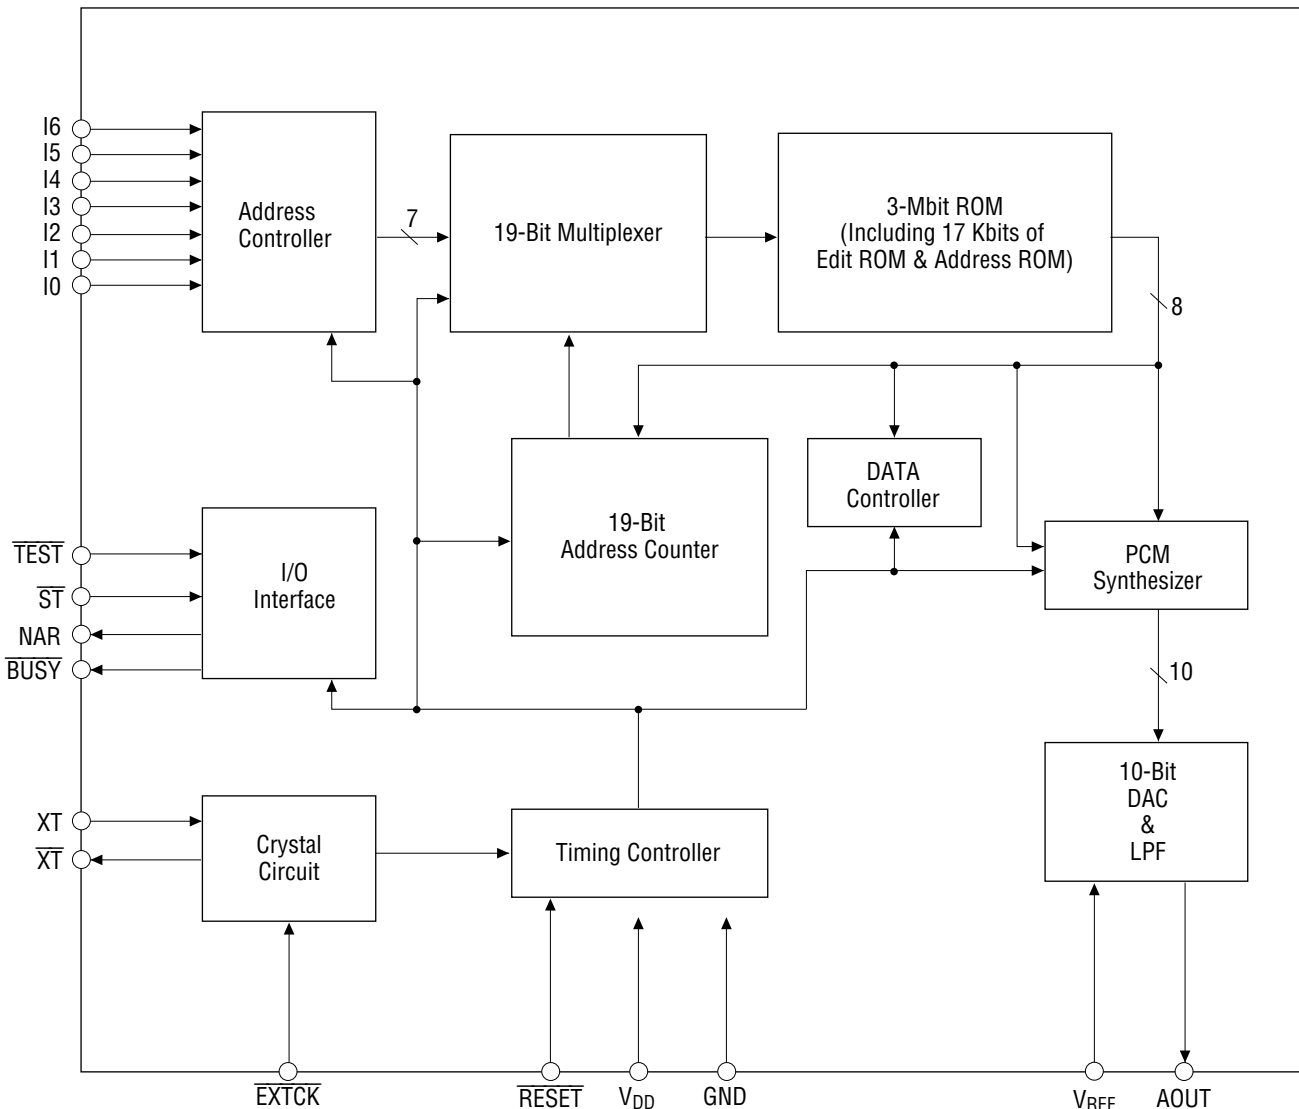 I6
I5
I4
I3
I2
I1
I0
Address
Controller
7
19-Bit Multiplexer
3-Mbit ROM
(Including 17 Kbits of
Edit ROM & Address ROM)
8
DATA
Controller
19-Bit
Address Counter
TEST
ST
NAR
BUSY
I/O
Interface
PCM
Synthesizer
10
10-Bit
DAC
&
LPF
XT
XT
Crystal
Circuit
Timing Controller
EXTCK
RESET
VDD
GND
VREF
AOUT